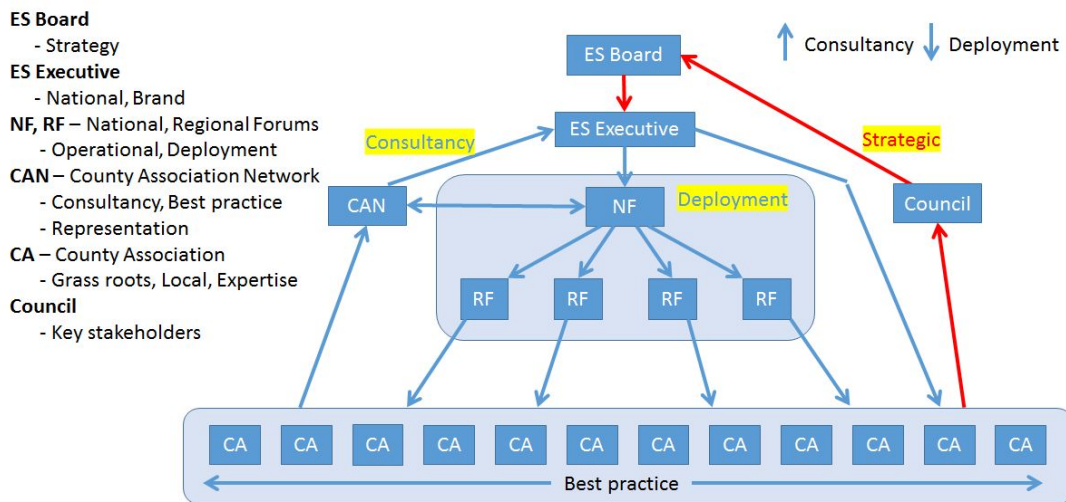 ES Board
- Strategy
ES Executive
- National, Brand
NF, RF – National, Regional Forums
- Operational, Deployment
CAN – County Association Network
- Consultancy, Best practice
- Representation
CA – County Association
- Grass roots, Local, Expertise
Council
- Key stakeholders
Consultancy
Deployment
ES Board
ES Executive
Consultancy
Strategic
CAN
NF
Deployment
Council
RF
RF
RF
RF
CA
CA
CA
CA
CA
CA
CA
CA
CA
CA
CA
CA
Best practice